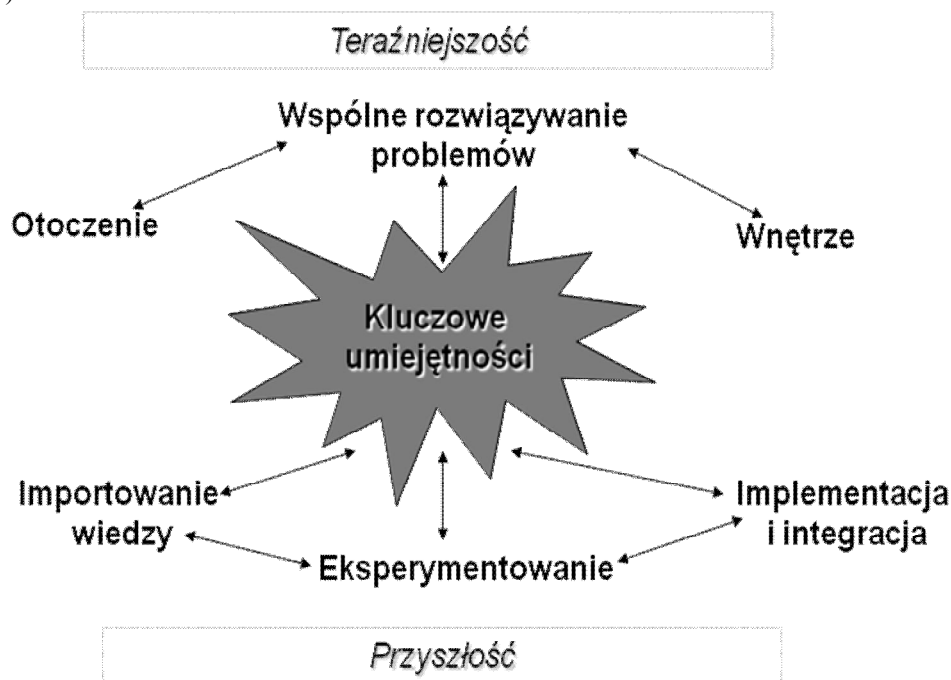 )
Teraźniejszość
Wspólne rozwiązywanie
problemów
Otoczenie
Wnętrze
Kluczowe
umiejętności
Importowanie
wiedzy
Implementacja
i integracja
Eksperymentowanie
Przyszłość